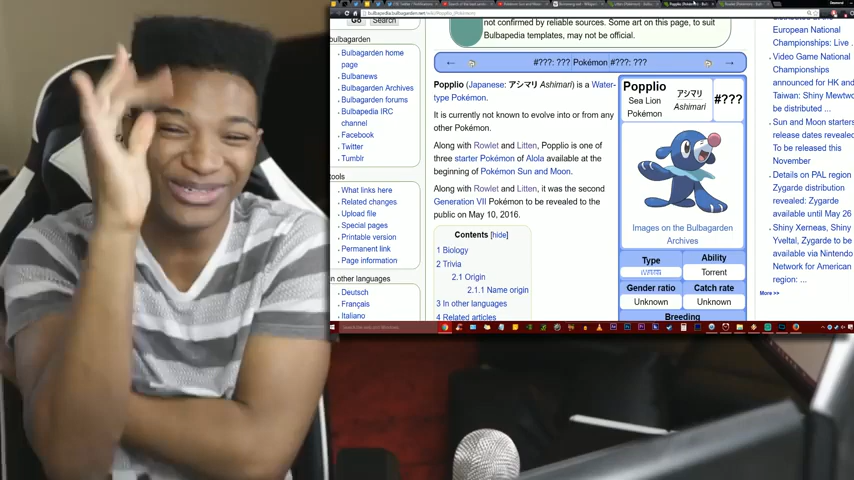 bulbapedia.bulbagarden.net
Go Search
bulbagarden
Bulbagarden home
page
Bulbanews
Bulbagarden Archives
Bulbagarden forums
Bulbapedia IRC
channel
Facebook
Twitter
Tumblr
tools
What links here
Related changes
Upload file
Special pages
Printable version
Permanent link
Page information
n other languages
Deutsch
Français
Italiano
not confirmed by reliable sources. Some art on this page, to suit
Bulbapedia templates, may not be official.
← #???: ??? Pokémon #???: ??? →
Popplio (Japanese: アシマリ Ashimari) is a Water-
type Pokémon.
It is currently not known to evolve into or from any
other Pokémon.
Along with Rowlet and Litten, Popplio is one of
three starter Pokémon of Alola available at the
beginning of Pokémon Sun and Moon.
Along with Rowlet and Litten, it was the second
Generation VII Pokémon to be revealed to the
public on May 10, 2016.
Contents [hide]
1 Biology
2 Trivia
2.1 Origin
2.1.1 Name origin
3 In other languages
4 Related articles
Popplio
Sea Lion
Pokémon
アシマリ
Ashimari
#???
Images on the Bulbagarden
Archives
Type
Water
Ability
Torrent
Gender ratio
Unknown
Catch rate
Unknown
Breeding
European
National
Championships: Live
Video Game
National
Championships
announced for HK and
Taiwan: Shiny Mewtwo
to be distributed ...
Sun and Moon starters,
release dates revealed:
To be released this
November
Details on PAL region
Zygarde distribution
revealed: Zygarde
available until May 26
Shiny Xerneas, Shiny
Yveltal, Zygarde to be
available via Nintendo
Network for American
region: ...
More >>